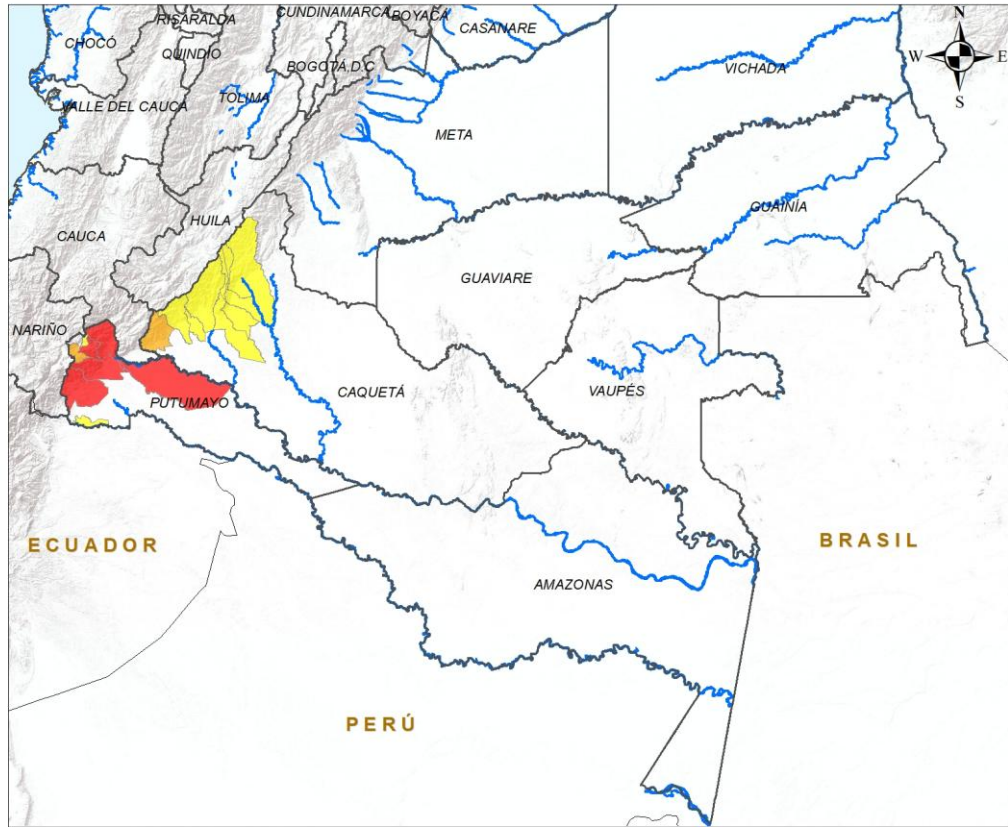 CUNDINAMARCA
BOYACÁ
RISARALDA
CASANARE
CHOCÓ
QUINDÍO
BOGOTÁ D.C
VICHADA
N
W
E
S
VALLE DEL CAUCA
TOLIMA
META
GUAINÍA
HUILA
CAUCA
GUAVIARE
NARIÑO
CAQUETÁ
VAUPÉS
PUTUMAYO
ECUADOR
BRASIL
AMAZONAS
PERÚ